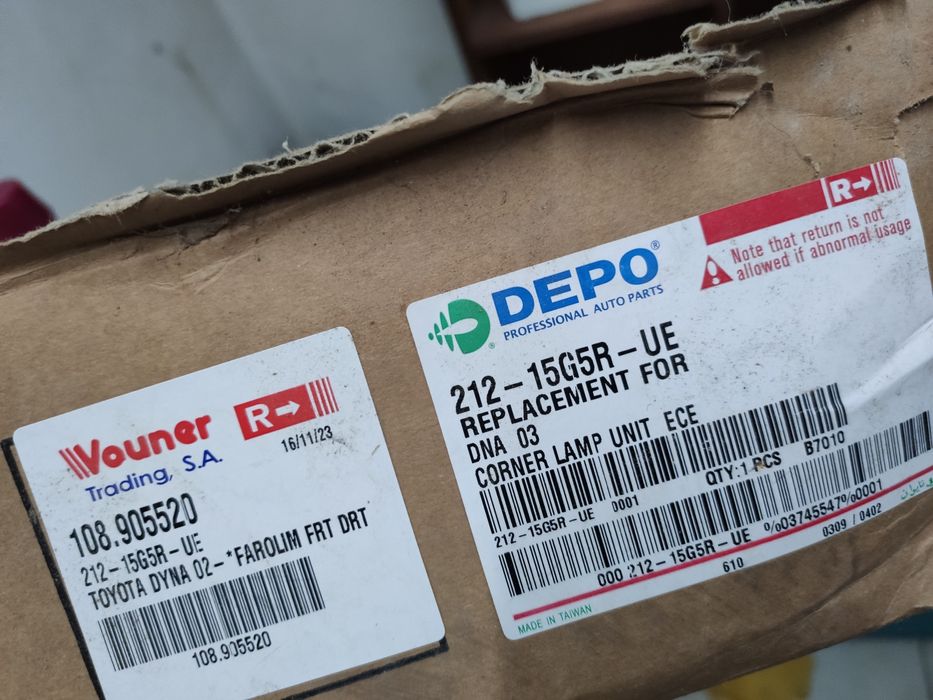 Vouner
R
Trading, S.A.
16/11/23
108.905520
212-15G5R-UE
TOYOTA DYNA 02-*FAROLIM FRT DRT
108.905520
DEPO®
PROFESSIONAL AUTO PARTS
R
Note that return is not
allowed if abnormal usage
212-15G5R-UE
REPLACEMENT FOR
DNA 03
CORNER LAMP UNIT ECE
212-15G5R-UE 0001
QTY:1 PCS B7010
000 212-15G5R-UE %03745547%0001
610 0309 / 0402
MADE IN TAIWAN